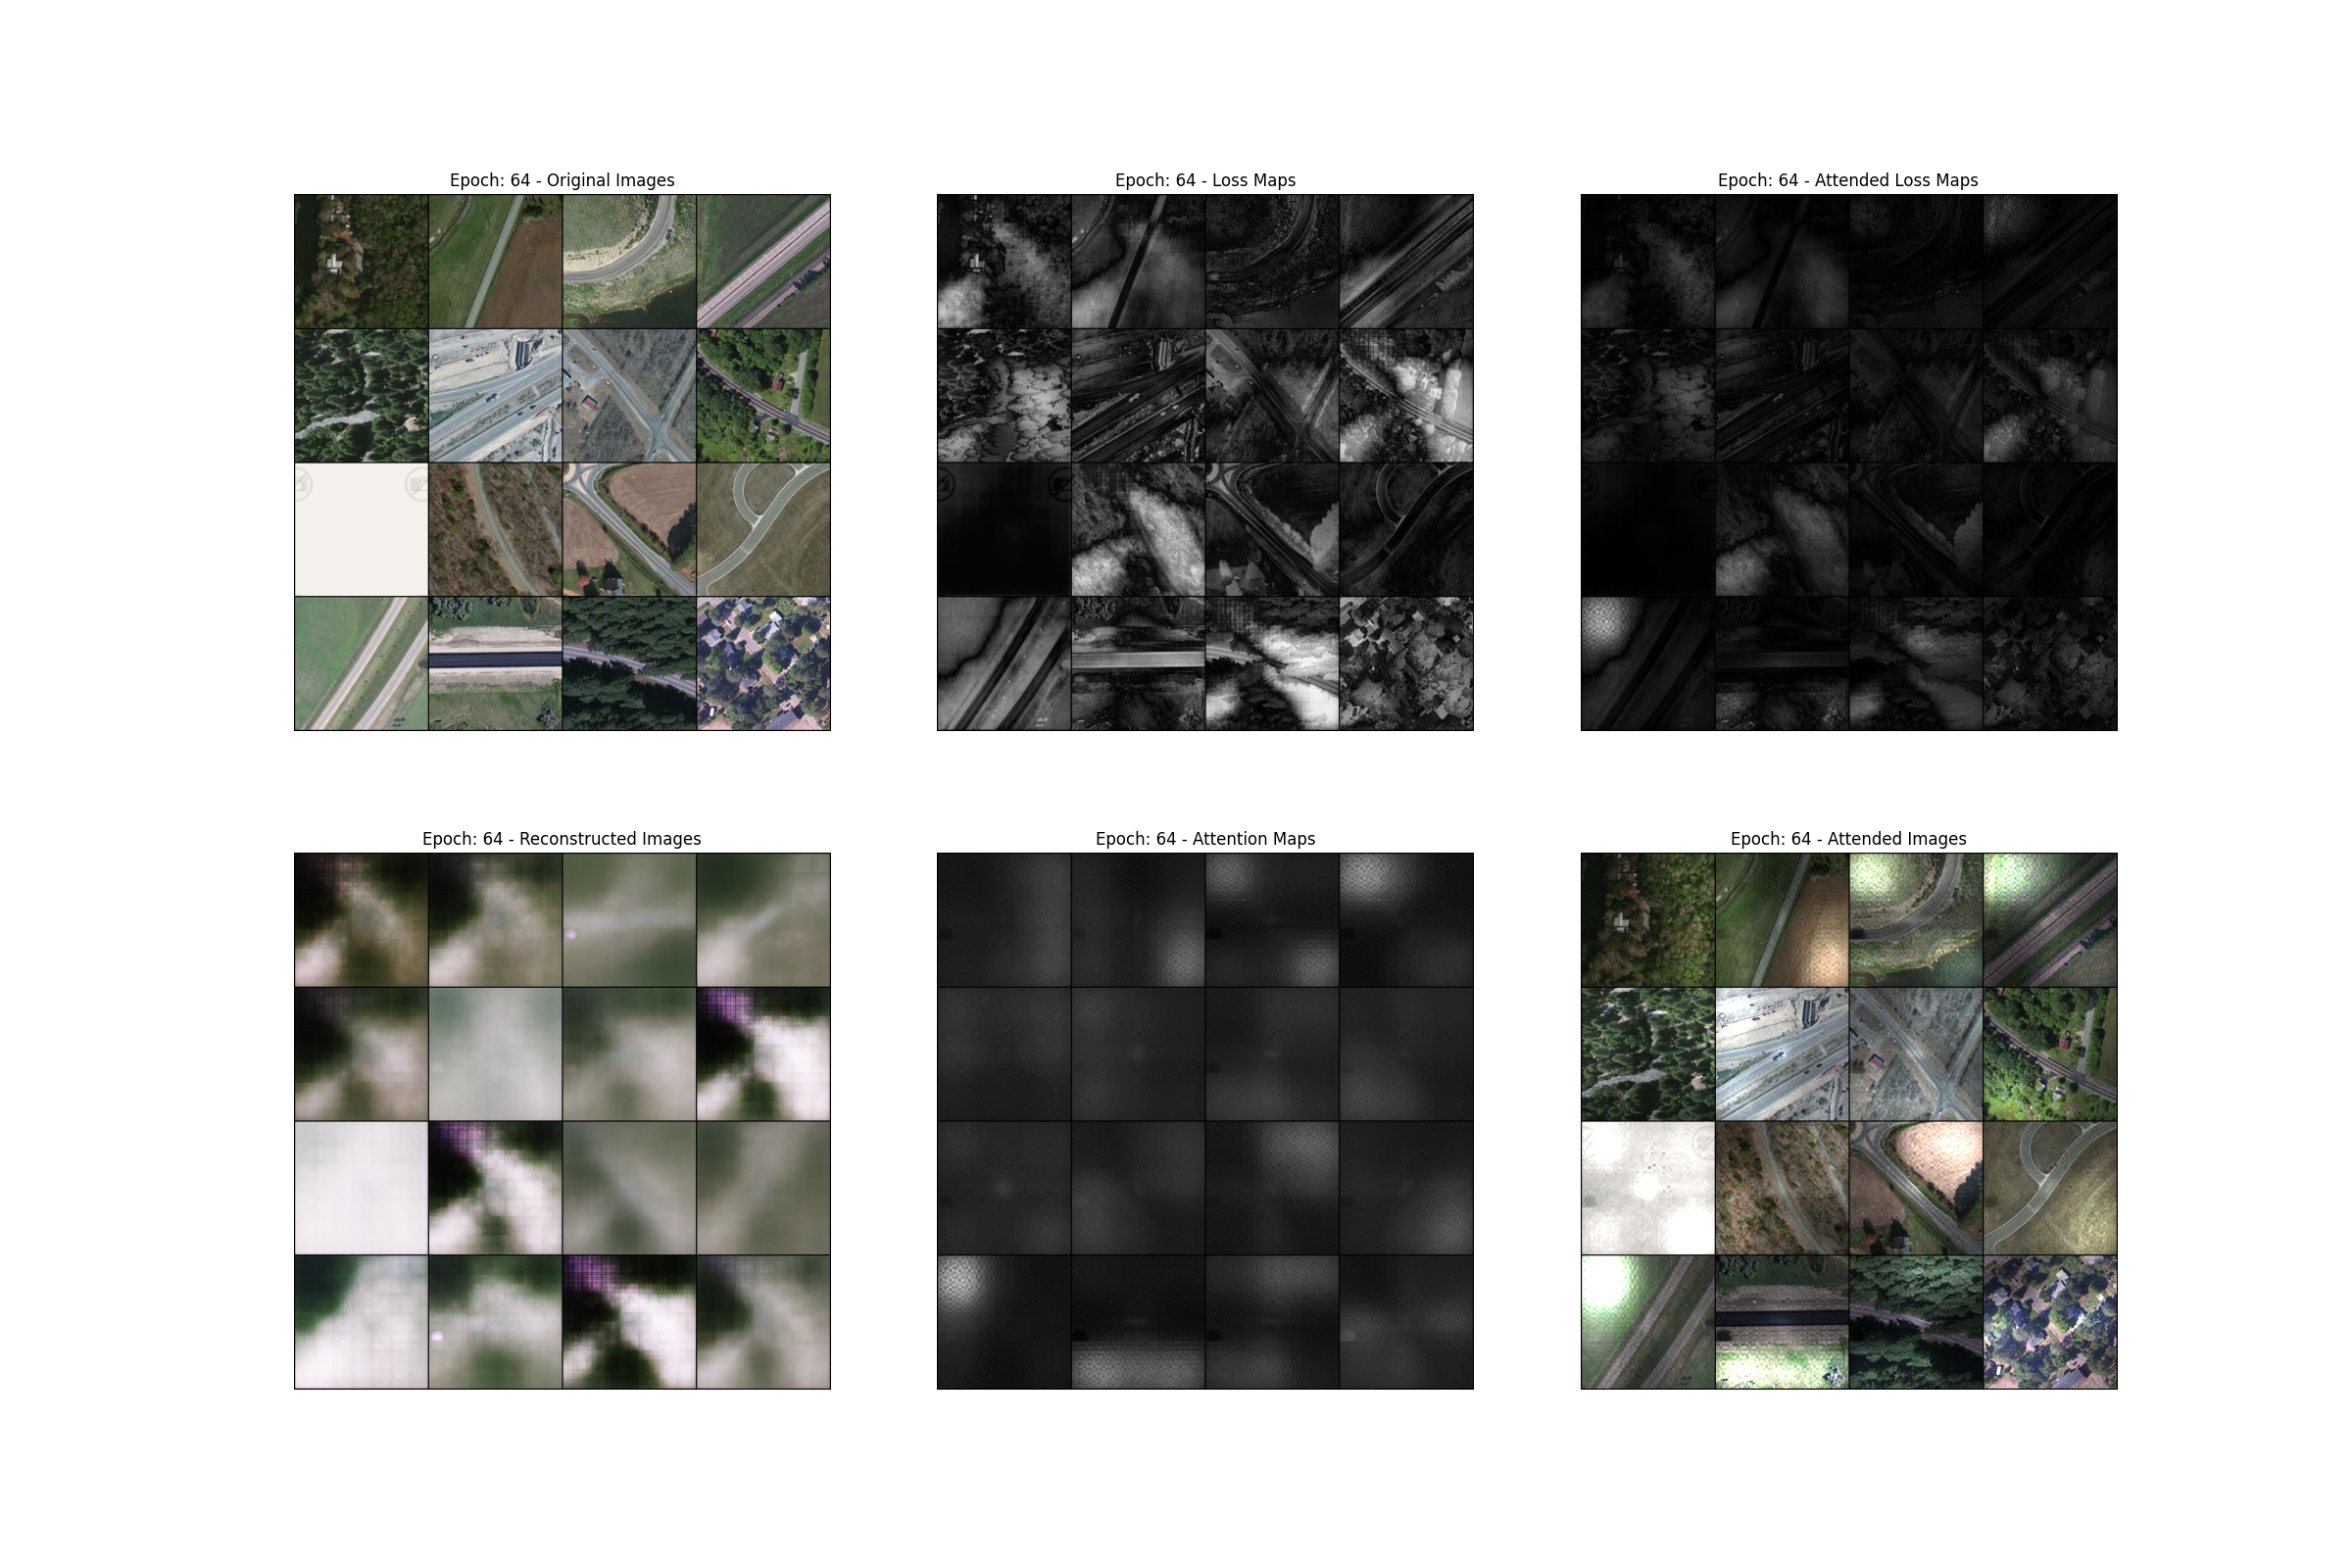 Epoch: 64 - Original Images
Epoch: 64 - Loss Maps
Epoch: 64 - Attended Loss Maps
Epoch: 64 - Reconstructed Images
Epoch: 64 - Attention Maps
Epoch: 64 - Attended Images